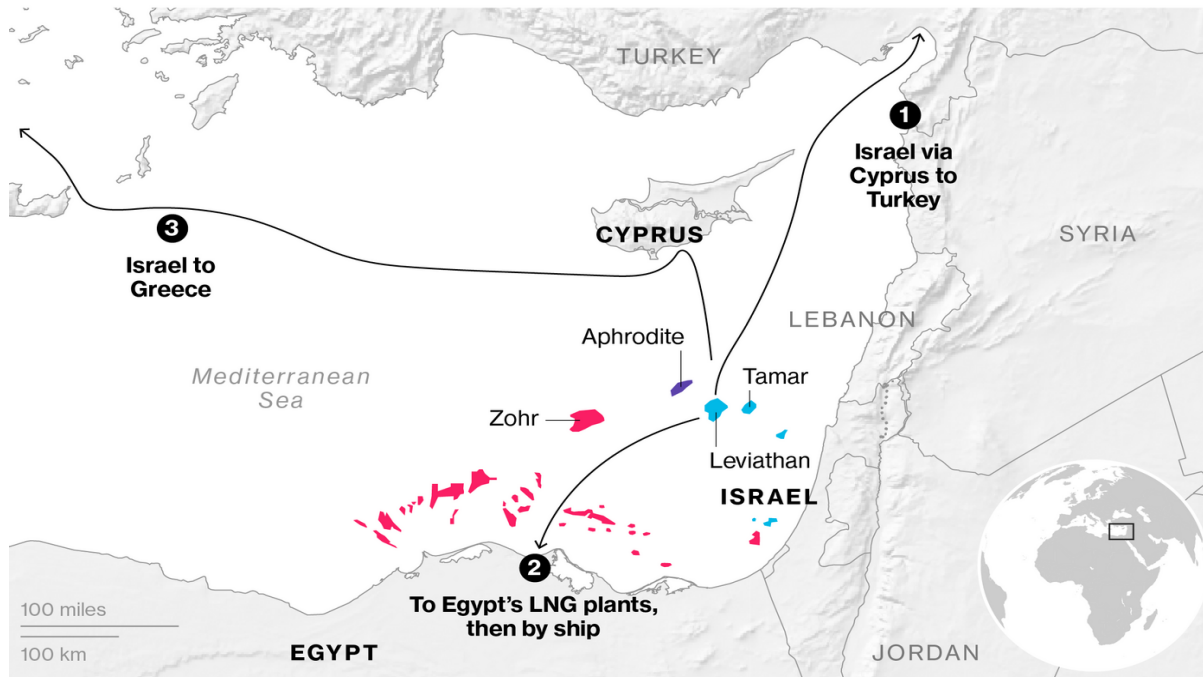 TURKEY
1
Israel via
Cyprus to
Turkey
CYPRUS
3
Israel to
Greece
SYRIA
LEBANON
Aphrodite
Mediterranean
Sea
Tamar
Zohr
Leviathan
ISRAEL
2
To Egypt’s LNG plants,
then by ship
100 miles
100 km
EGYPT
JORDAN